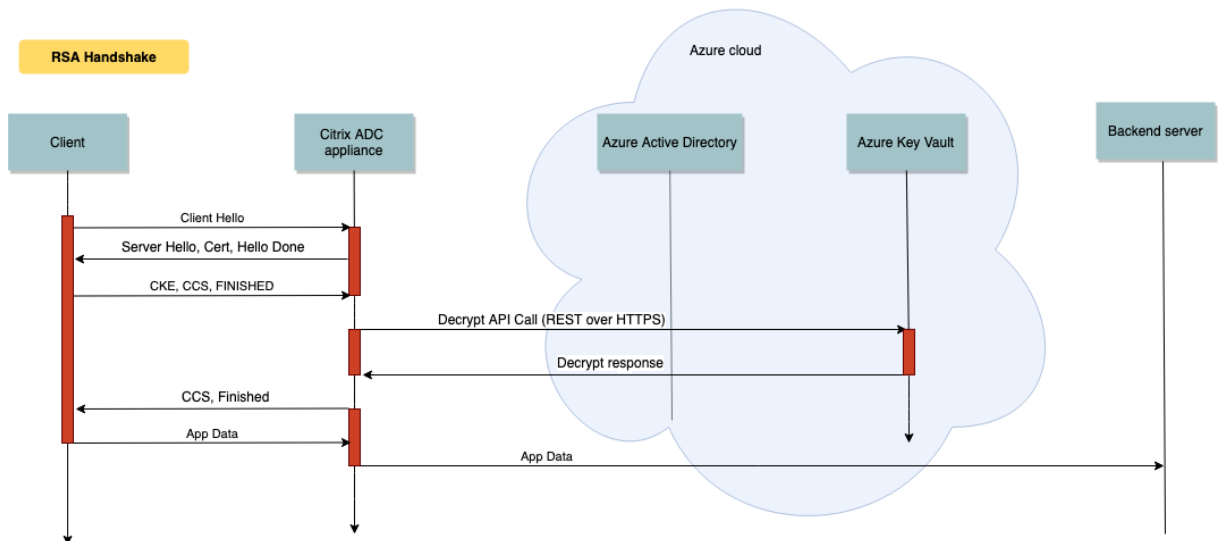 Azure cloud
RSA Handshake
Client
Citrix ADC
appliance
Azure Active Directory
Azure Key Vault
Backend server
Client Hello
Server Hello, Cert, Hello Done
CKE, CCS, FINISHED
Decrypt API Call (REST over HTTPS)
Decrypt response
CCS, Finished
App Data
App Data